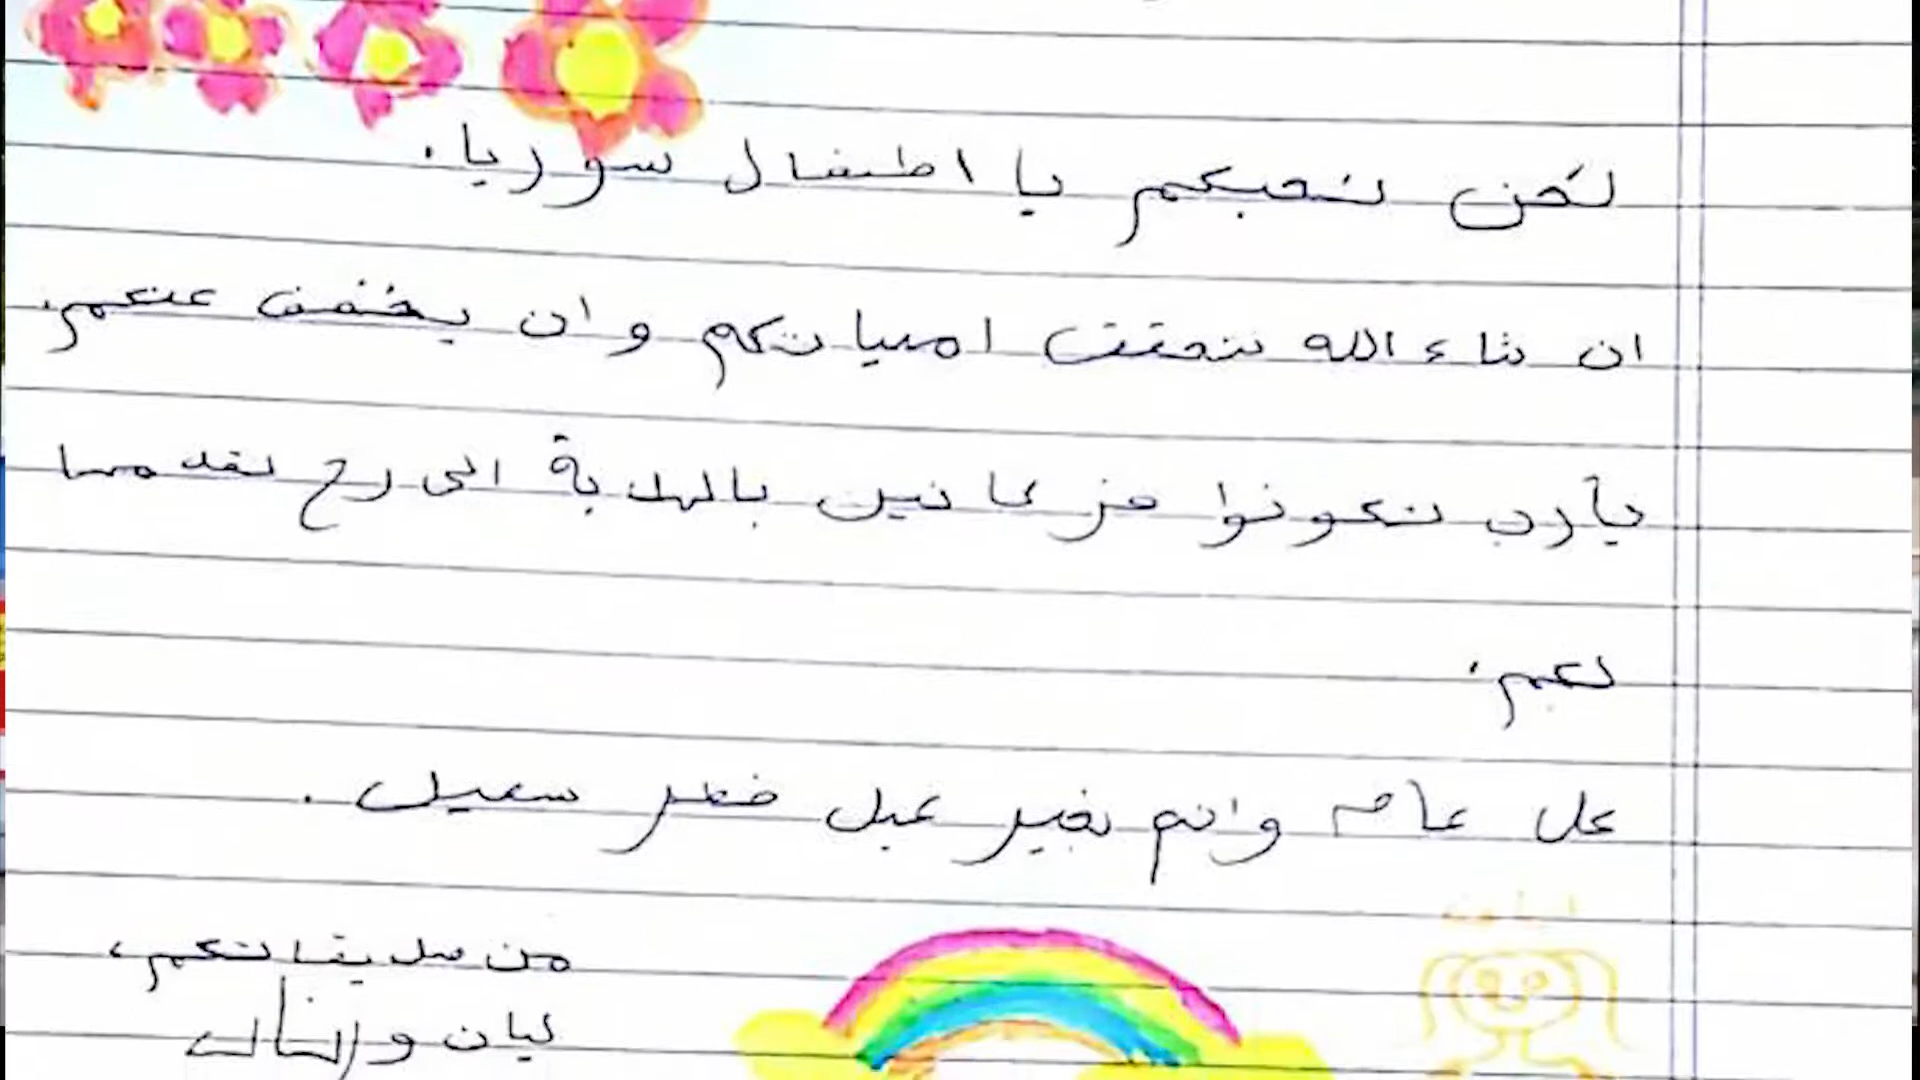 نحن نحبكم يا اطفال سوريا.
ان شاء الله تتحقق امنياتكم وان يخفف عنكم.
يارب تكونوا فرحانين بالهدية الي رح نقدمها
لكم.
كل عام وانتم بخير عيد فطر سعيد.
من صديقاتكم،
ليان و